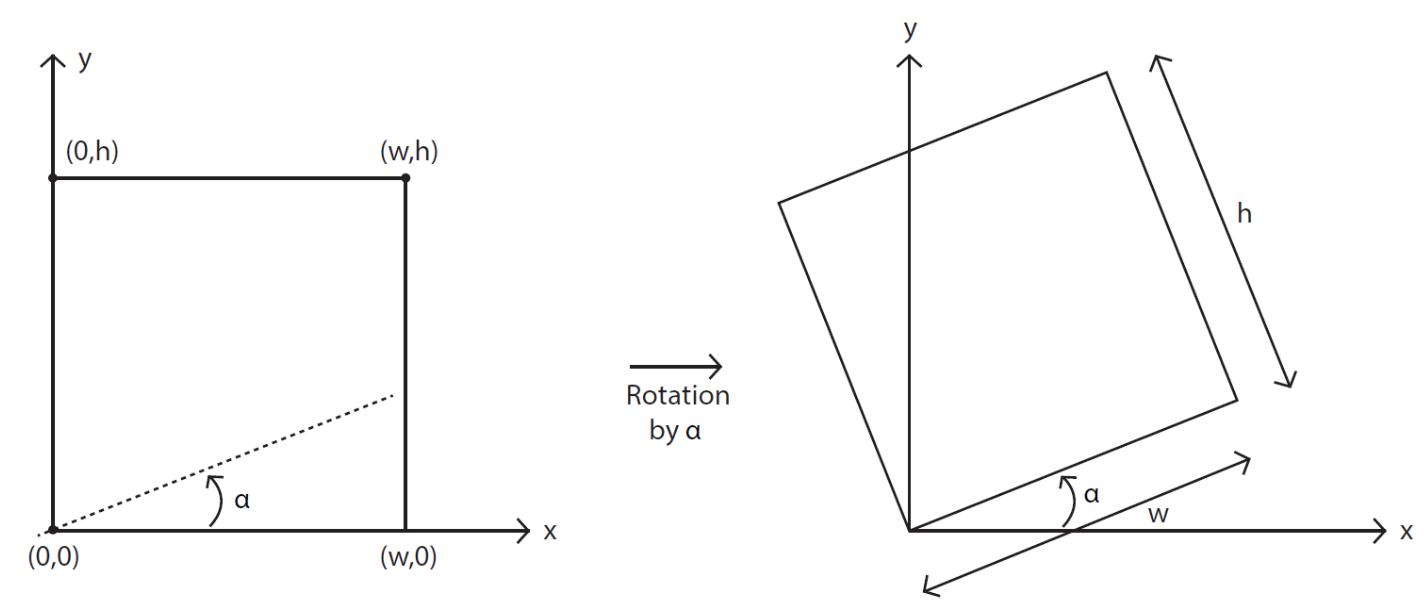 y
(0,h)
(w,h)
α
x
(0,0)
(w,0)
Rotation
by α
y
h
α
w
x